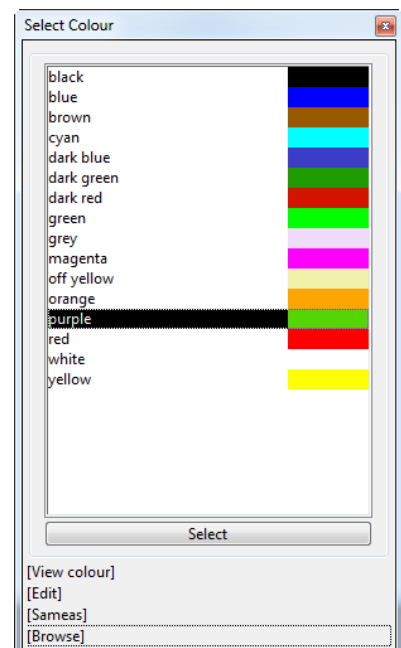 Select Colour
black
blue
brown
cyan
dark blue
dark green
dark red
green
grey
magenta
off yellow
orange
purple
red
white
yellow
Select
[View colour]
[Edit]
[Sameas]
[Browse]